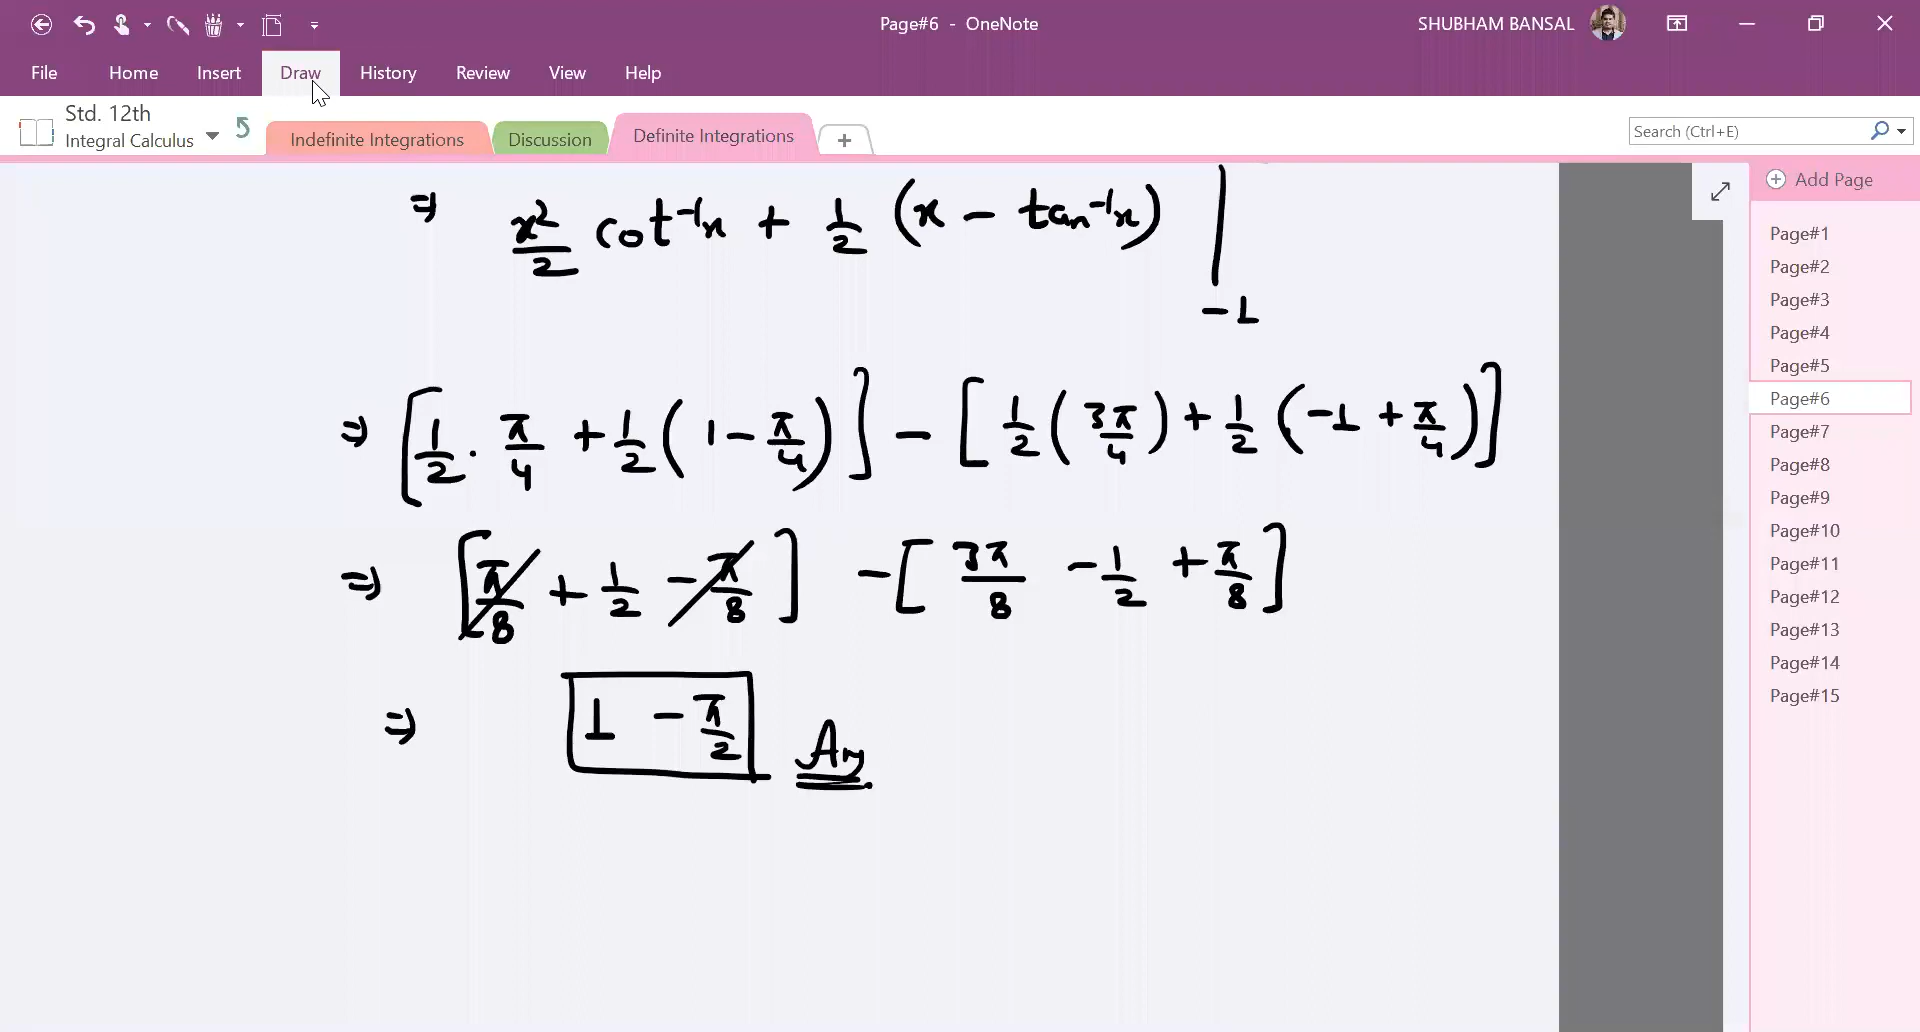 Page#6 - OneNote
SHUBHAM BANSAL
File Home Insert Draw History Review View Help
Std. 12th
Integral Calculus
Indefinite Integrations
Discussion
Definite Integrations
+
Search (Ctrl+E)
Add Page
Page#1
Page#2
Page#3
Page#4
Page#5
Page#6
Page#7
Page#8
Page#9
Page#10
Page#11
Page#12
Page#13
Page#14
Page#15
⇒ x²/2 cot⁻¹x + 1/2 (x − tan⁻¹x) |
−1
⇒ [1/2 · π/4 + 1/2 (1 − π/4)] − [1/2 (3π/4) + 1/2 (−1 + π/4)]
⇒ [π/8 + 1/2 − π/8] − [3π/8 − 1/2 + π/8]
⇒ 1 − π/2